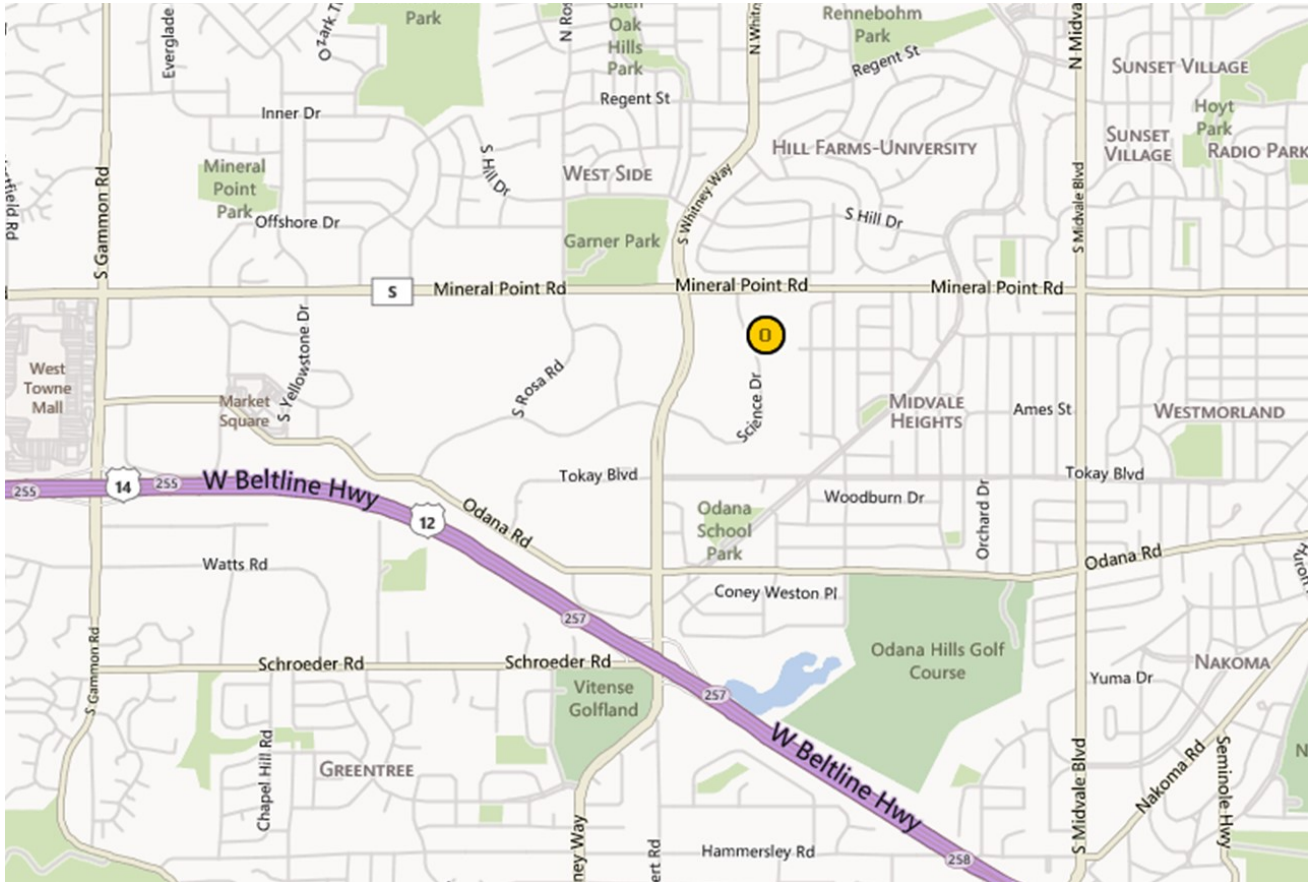 Everglade
Ozark T
Park
N Ros
Glen
Oak
Hills
Park
N Whitn
Rennebohm
Park
Regent St
N Midva
SUNSET VILLAGE
Inner Dr
Regent St
Hoyt
Park
SUNSET
VILLAGE
RADIO PARK
HILL FARMS-UNIVERSITY
Mineral
Point
Park
S Hill Dr
WEST SIDE
S Gammon Rd
tfield Rd
S Whitney Way
S Midvale Blvd
Offshore Dr
Garner Park
S Hill Dr
S
Mineral Point Rd
Mineral Point Rd
Mineral Point Rd
0
S Yellowstone Dr
West
Towne
Mall
Market
Square
S Rosa Rd
Science Dr
MIDVALE
HEIGHTS
Ames St
WESTMORLAND
255
14
255
W Beltline Hwy
12
Tokay Blvd
Tokay Blvd
Woodburn Dr
Orchard Dr
Odana Rd
Odana
School
Park
Odana Rd
Huron
Watts Rd
Coney Weston Pl
257
Schroeder Rd
Schroeder Rd
Odana Hills Golf
Course
NAKOMA
Yuma Dr
S Gammon Rd
Vitense
Golfland
257
W Beltline Hwy
Chapel Hill Rd
GREENTREE
S Midvale Blvd
Nakoma Rd
Seminole Hwy
N
ney Way
ert Rd
Hammersley Rd
258